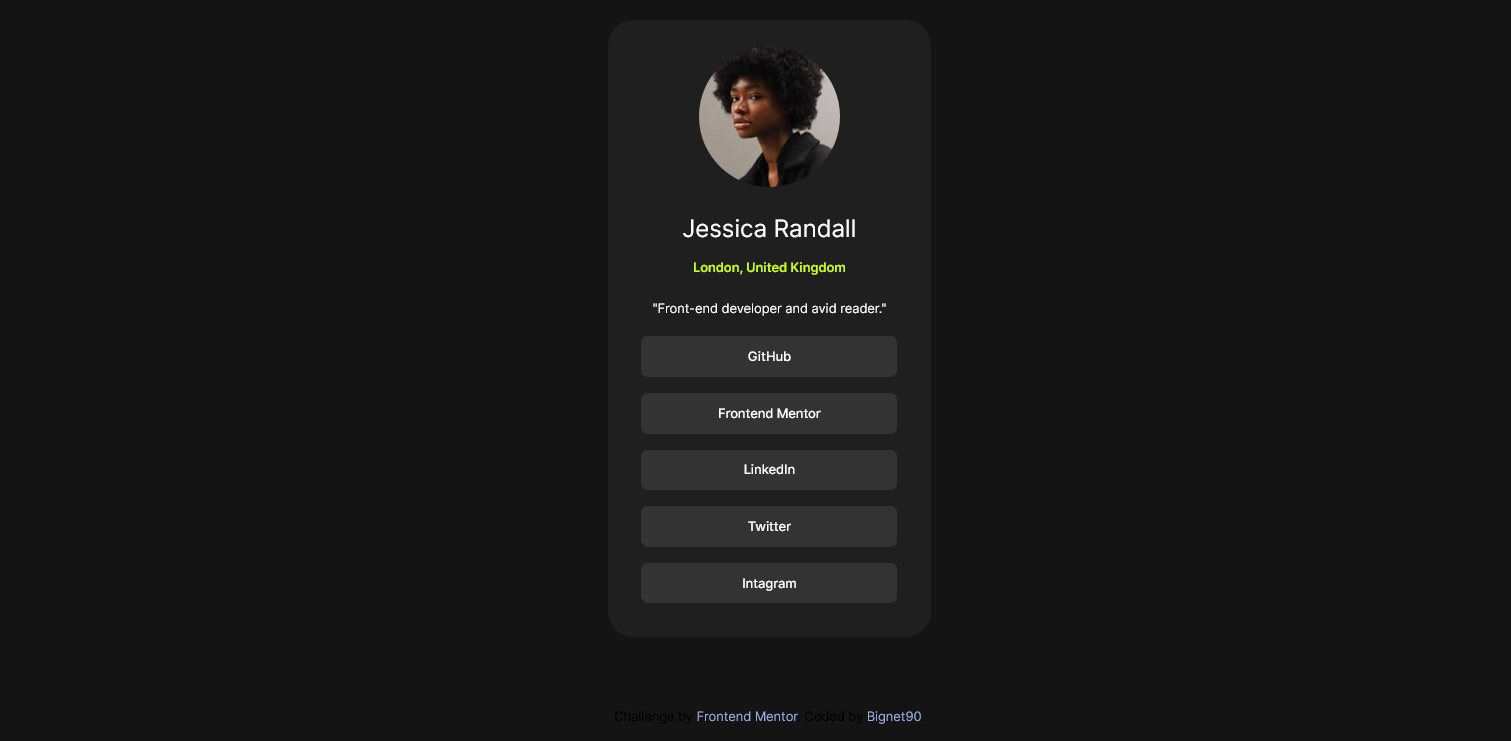 Jessica Randall
London, United Kingdom
"Front-end developer and avid reader."
GitHub
Frontend Mentor
LinkedIn
Twitter
Intagram
Challenge by Frontend Mentor. Coded by Bignet90